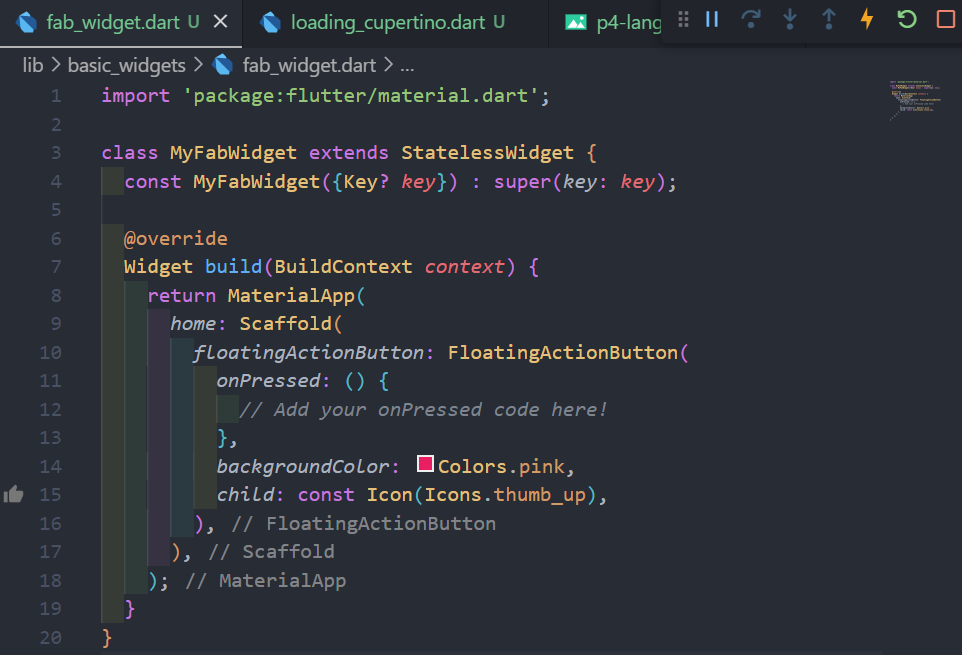 fab_widget.dart U loading_cupertino.dart U p4-lang
lib > basic_widgets > fab_widget.dart > ...
1 import 'package:flutter/material.dart';
2
3 class MyFabWidget extends StatelessWidget {
4 const MyFabWidget({Key? key}) : super(key: key);
5
6 @override
7 Widget build(BuildContext context) {
8 return MaterialApp(
9 home: Scaffold(
10 floatingActionButton: FloatingActionButton(
11 onPressed: () {
12 // Add your onPressed code here!
13 },
14 backgroundColor: Colors.pink,
15 child: const Icon(Icons.thumb_up),
16 ), // FloatingActionButton
17 ), // Scaffold
18 ); // MaterialApp
19 }
20 }